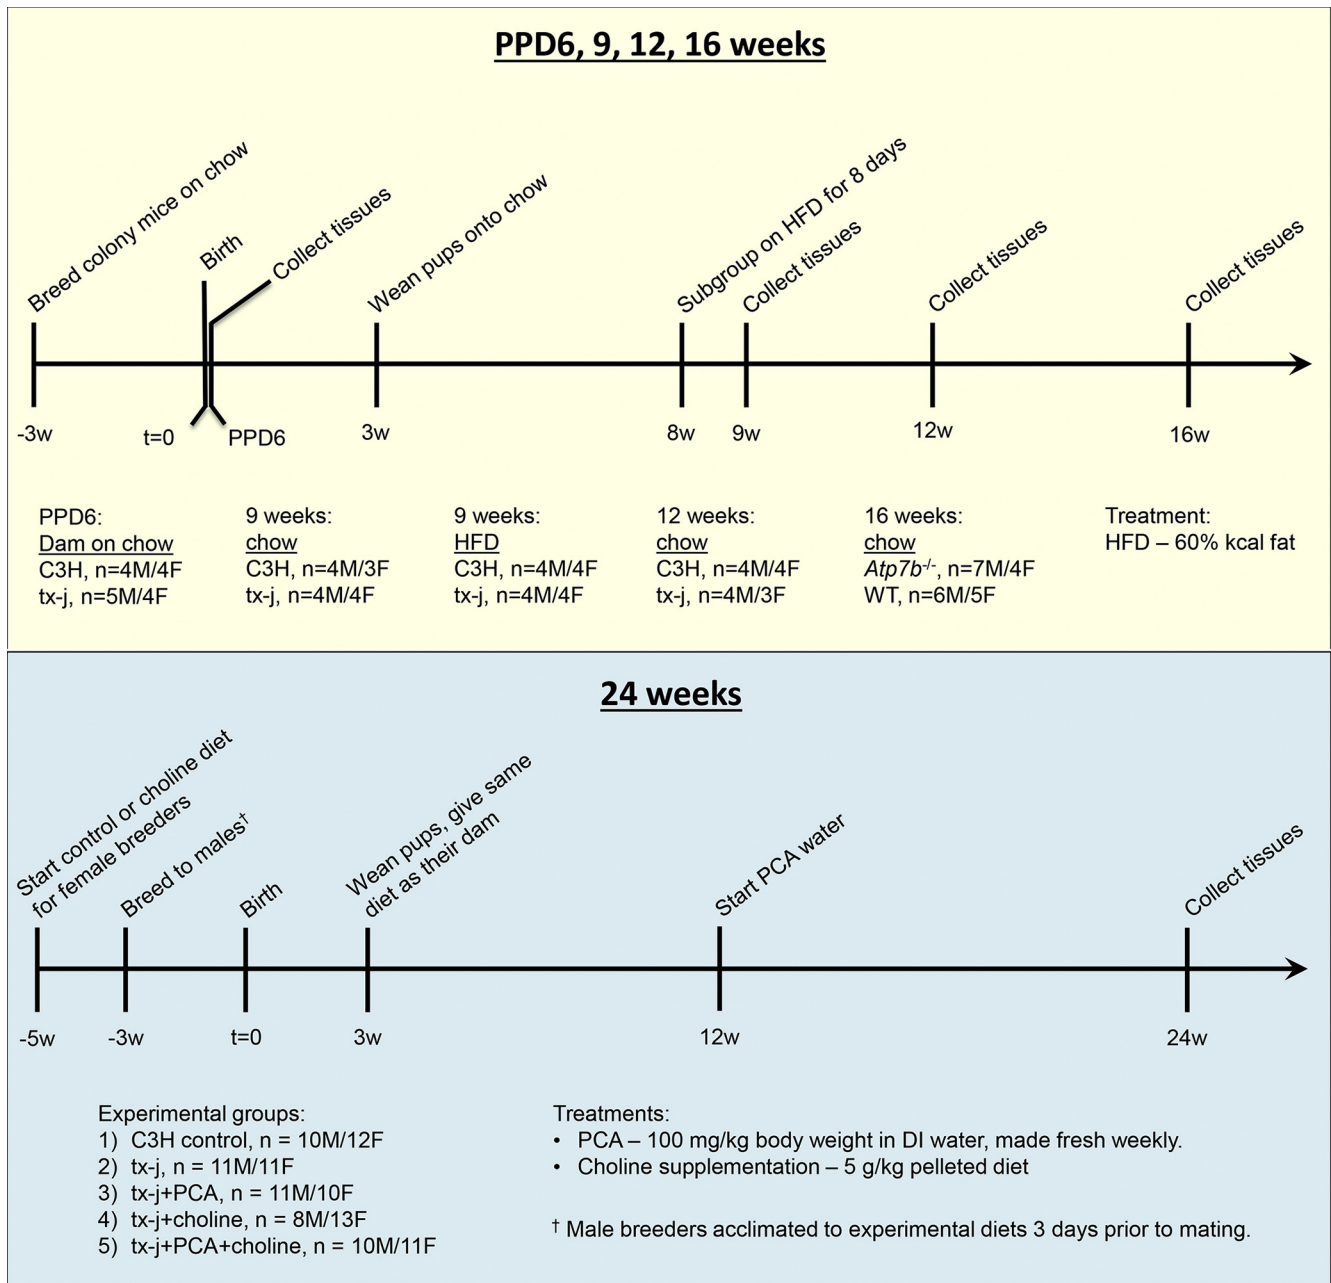 PPD6, 9, 12, 16 weeks
Breed colony mice on chow
Birth
Collect tissues
Wean pups onto chow
Subgroup on HFD for 8 days
Collect tissues
Collect tissues
Collect tissues
-3w
t=0
PPD6
3w
8w
9w
12w
16w
PPD6:
Dam on chow
C3H, n=4M/4F
tx-j, n=5M/4F
9 weeks:
chow
C3H, n=4M/3F
tx-j, n=4M/4F
9 weeks:
HFD
C3H, n=4M/4F
tx-j, n=4M/4F
12 weeks:
chow
C3H, n=4M/4F
tx-j, n=4M/3F
16 weeks:
chow
Atp7b-/-, n=7M/4F
WT, n=6M/5F
Treatment:
HFD – 60% kcal fat
24 weeks
Start control or choline diet
for female breeders
Breed to males†
Birth
Wean pups, give same
diet as their dam
Start PCA water
Collect tissues
-5w
-3w
t=0
3w
12w
24w
Experimental groups:
1) C3H control, n = 10M/12F
2) tx-j, n = 11M/11F
3) tx-j+PCA, n = 11M/10F
4) tx-j+choline, n = 8M/13F
5) tx-j+PCA+choline, n = 10M/11F
Treatments:
• PCA – 100 mg/kg body weight in DI water, made fresh weekly.
• Choline supplementation – 5 g/kg pelleted diet
† Male breeders acclimated to experimental diets 3 days prior to mating.